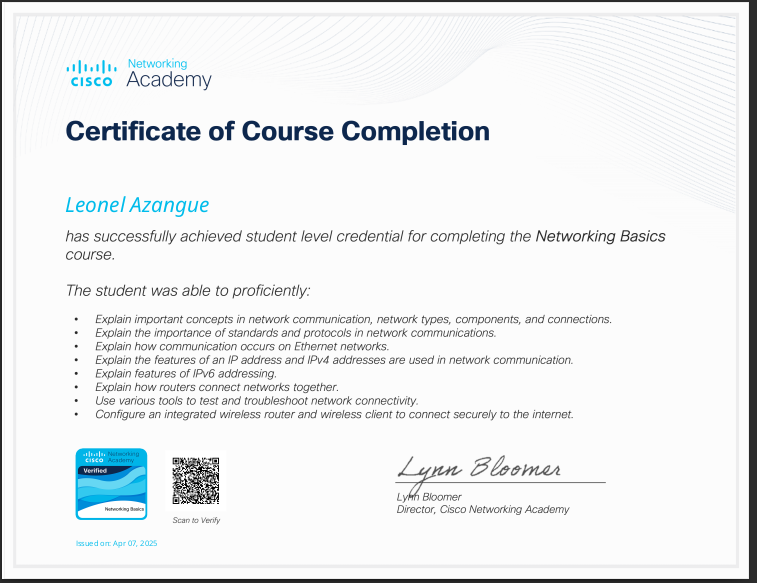 Networking
CISCO Academy
Certificate of Course Completion
Leonel Azangue
has successfully achieved student level credential for completing the Networking Basics
course.
The student was able to proficiently:
• Explain important concepts in network communication, network types, components, and connections.
• Explain the importance of standards and protocols in network communications.
• Explain how communication occurs on Ethernet networks.
• Explain the features of an IP address and IPv4 addresses are used in network communication.
• Explain features of IPv6 addressing.
• Explain how routers connect networks together.
• Use various tools to test and troubleshoot network connectivity.
• Configure an integrated wireless router and wireless client to connect securely to the internet.
Networking
CISCO Academy
Verified
Networking Basics
Scan to Verify
Issued on: Apr 07, 2025
Lynn Bloomer
Lynn Bloomer
Director, Cisco Networking Academy